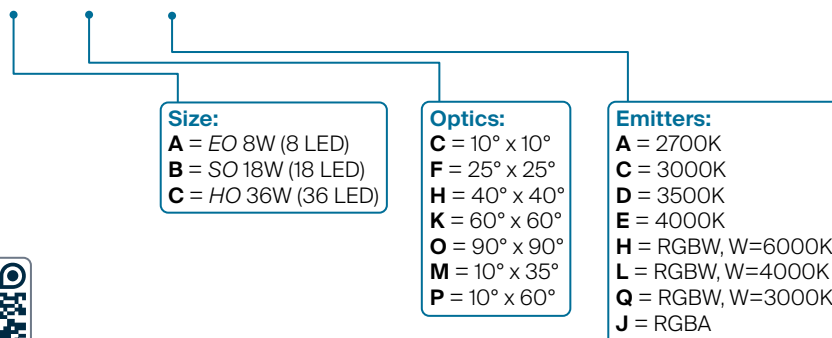 Size:
A = EO 8W (8 LED)
B = SO 18W (18 LED)
C = HO 36W (36 LED)
Optics:
C = 10° x 10°
F = 25° x 25°
H = 40° x 40°
K = 60° x 60°
O = 90° x 90°
M = 10° x 35°
P = 10° x 60°
Emitters:
A = 2700K
C = 3000K
D = 3500K
E = 4000K
H = RGBW, W=6000K
L = RGBW, W=4000K
Q = RGBW, W=3000K
J = RGBA